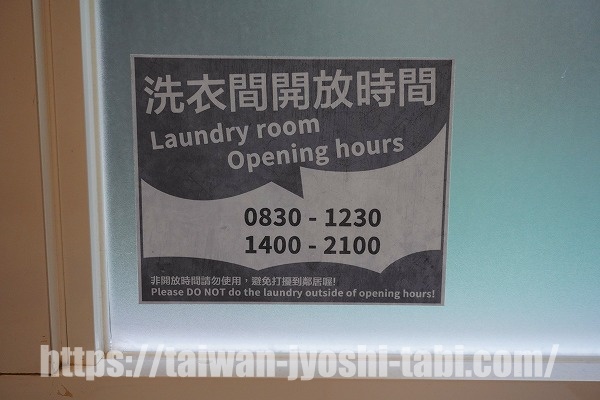 洗衣間開放時間
Laundry room
Opening hours
0830 - 1230
1400 - 2100
非開放時間請勿使用，避免打擾到鄰居喔!
Please DO NOT do the laundry outside of opening hours!
https://taiwan-jyoshi-tabi.com/